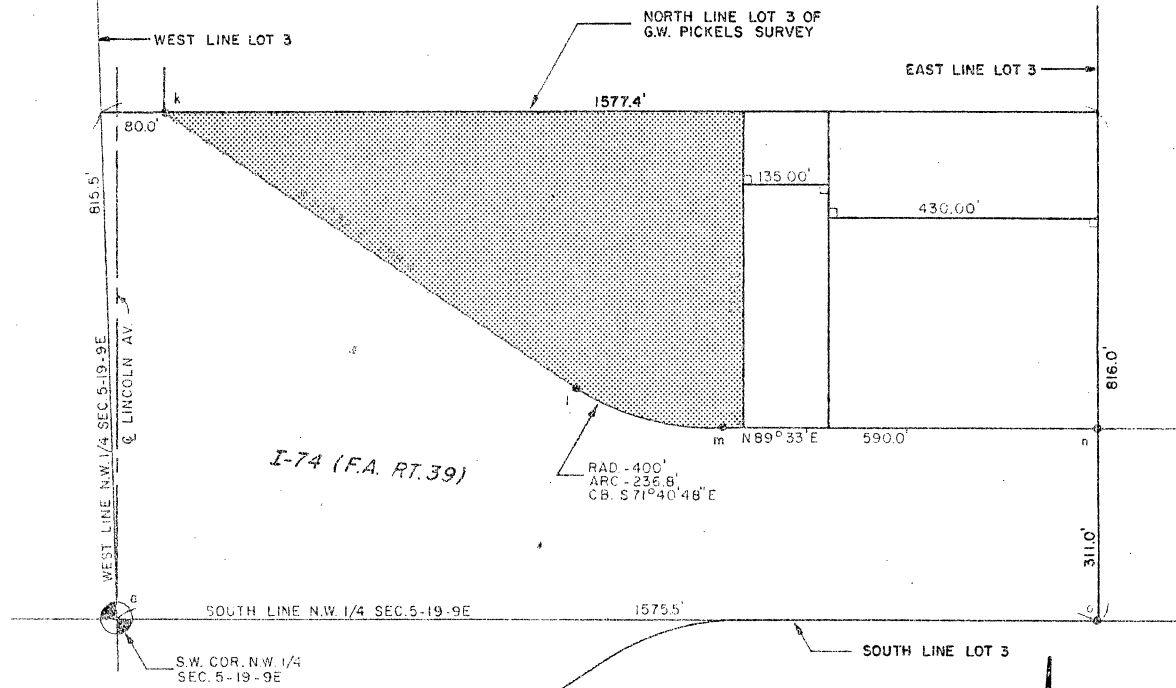 WEST LINE LOT 3
NORTH LINE LOT 3 OF
G.W. PICKELS SURVEY
EAST LINE LOT 3
k
1577.4'
80.0'
815.5'
135.00'
430.00'
WEST LINE N.W. 1/4 SEC. 5-19-9E
℄ LINCOLN AV.
816.0'
l
m
N 89° 33' E
590.0'
n
I-74 (F.A. RT. 39)
RAD. -400'
ARC -236.8'
CB. S 71° 40' 48" E
311.0'
a
SOUTH LINE N.W. 1/4 SEC. 5-19-9E
1575.5'
o
S.W. COR. N.W. 1/4
SEC. 5-19-9E
SOUTH LINE LOT 3